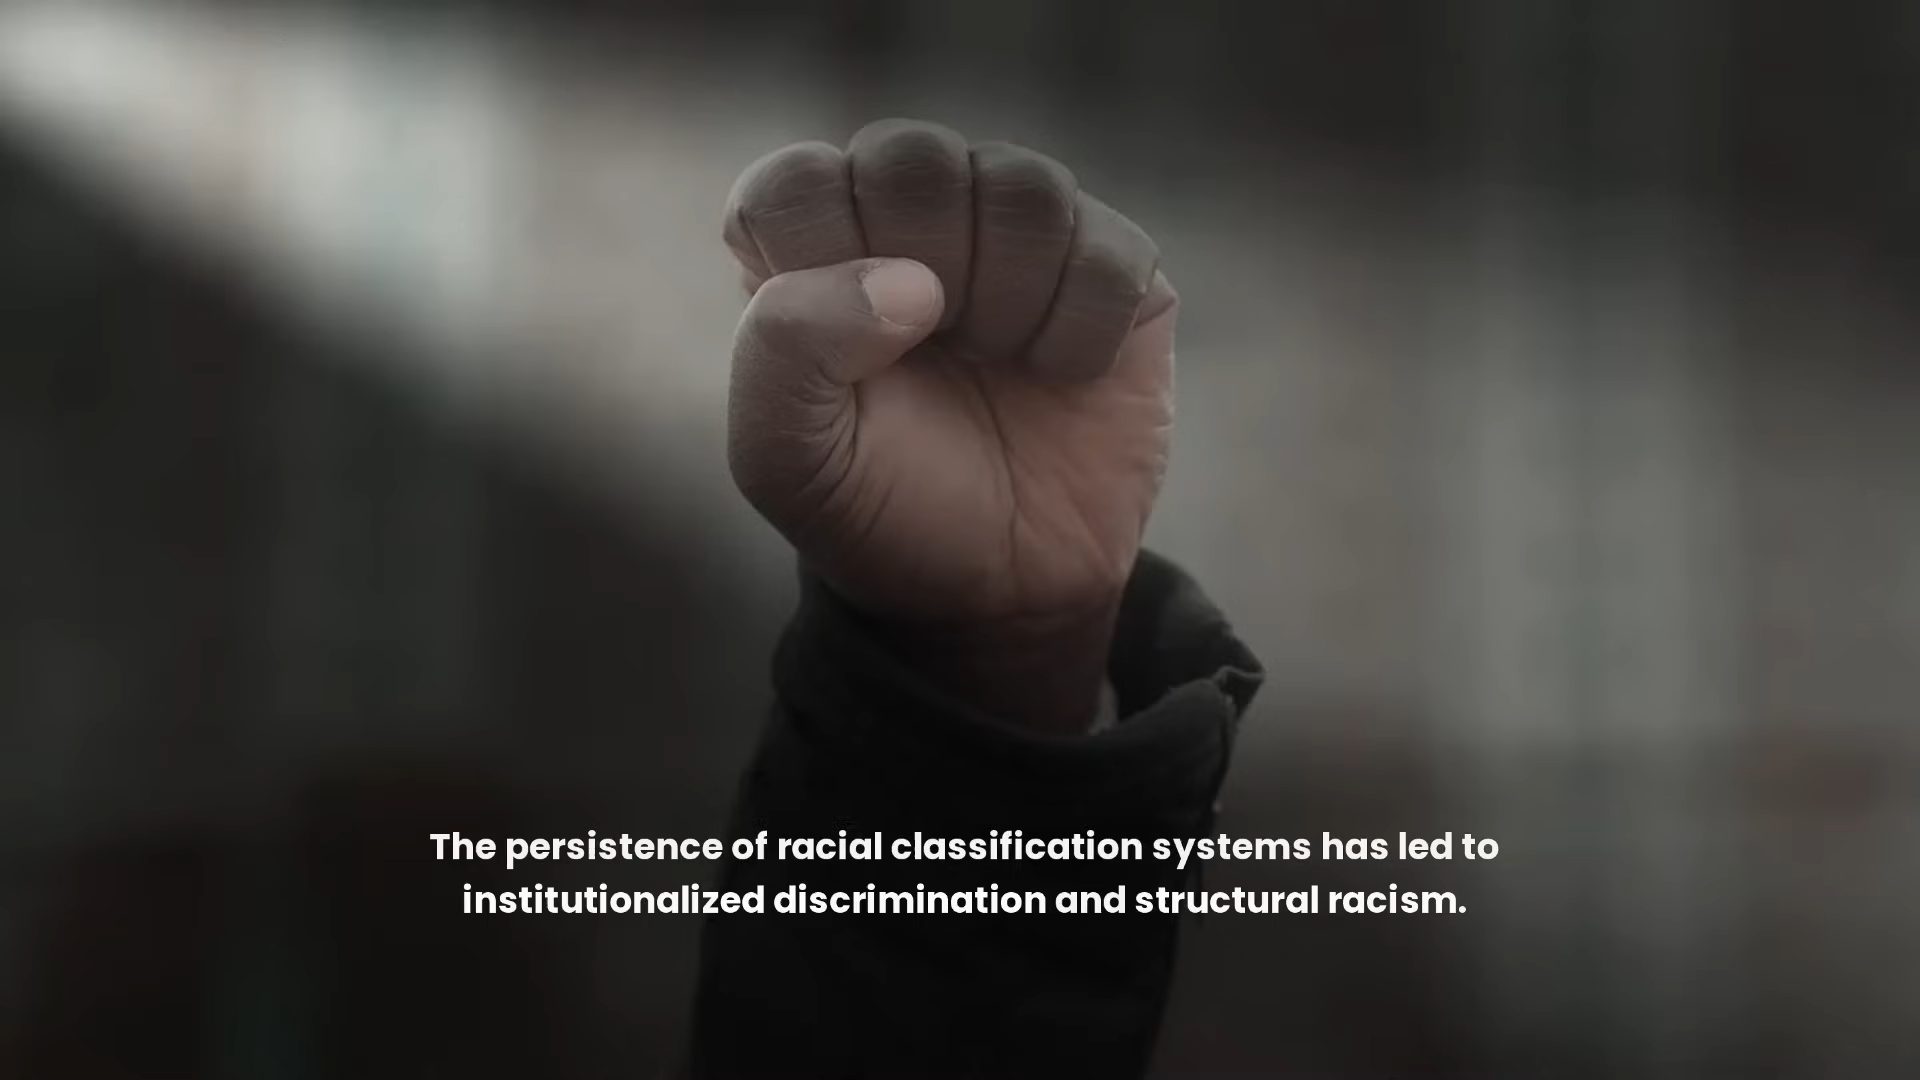 The persistence of racial classification systems has led to
institutionalized discrimination and structural racism.